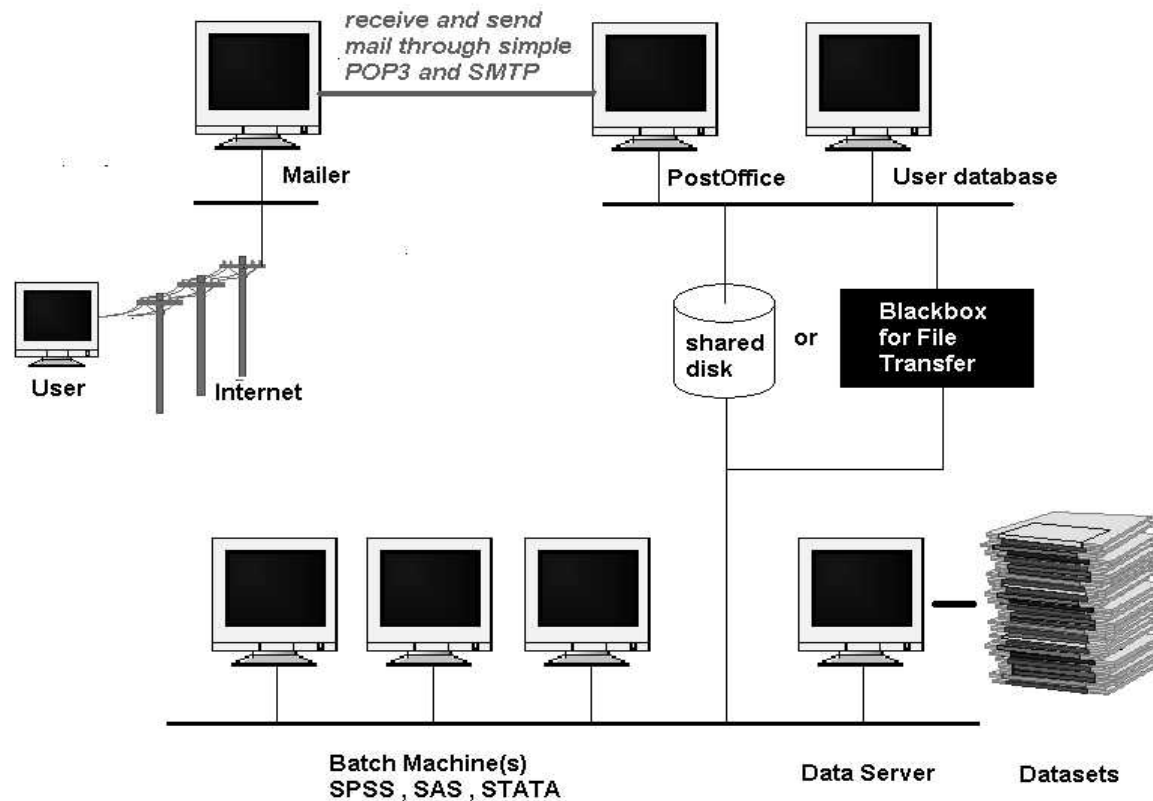 receive and send
mail through simple
POP3 and SMTP
Mailer
PostOffice
User database
User
Internet
shared
disk
or
Blackbox
for File
Transfer
Batch Machine(s)
SPSS , SAS , STATA
Data Server
Datasets